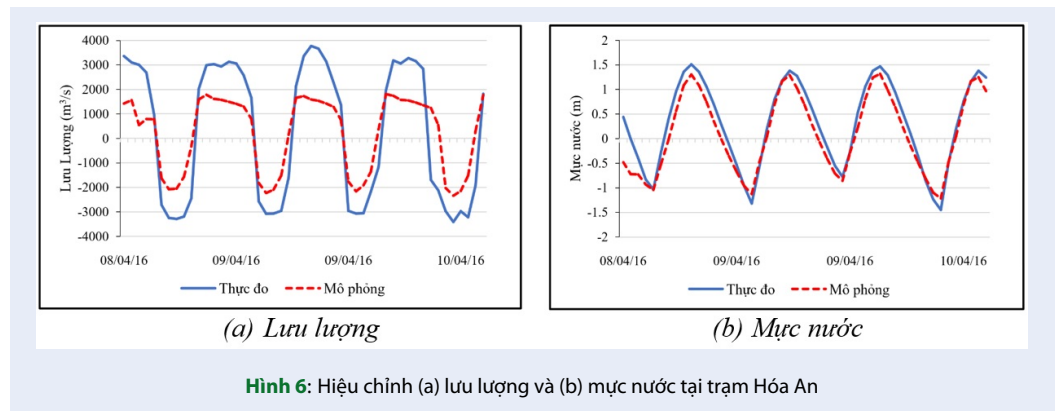 4000
3000
2000
1000
0
-1000
-2000
-3000
-4000
Lưu Lượng (m³/s)
08/04/16 09/04/16 09/04/16 10/04/16
Thực đo Mô phỏng
(a) Lưu lượng
2
1.5
1
0.5
0
-0.5
-1
-1.5
-2
Mực nước (m)
08/04/16 09/04/16 09/04/16 10/04/16
Thực đo Mô phỏng
(b) Mực nước
Hình 6: Hiệu chỉnh (a) lưu lượng và (b) mực nước tại trạm Hóa An